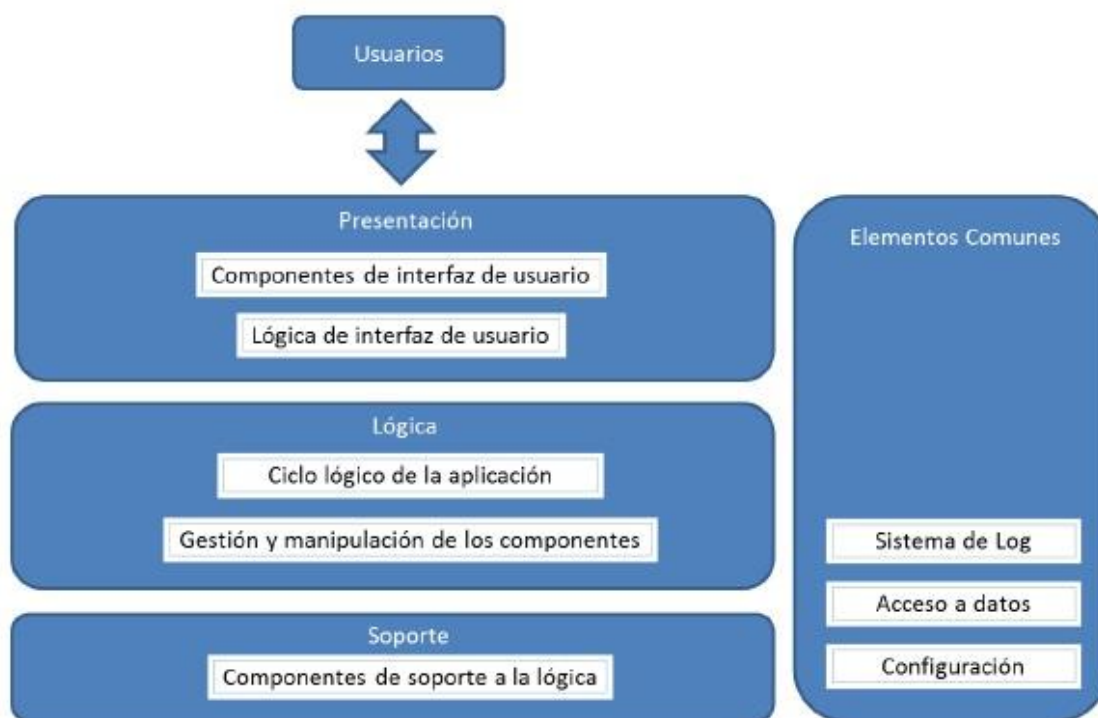 Usuarios
Presentación
Componentes de interfaz de usuario
Lógica de interfaz de usuario
Lógica
Ciclo lógico de la aplicación
Gestión y manipulación de los componentes
Soporte
Componentes de soporte a la lógica
Elementos Comunes
Sistema de Log
Acceso a datos
Configuración